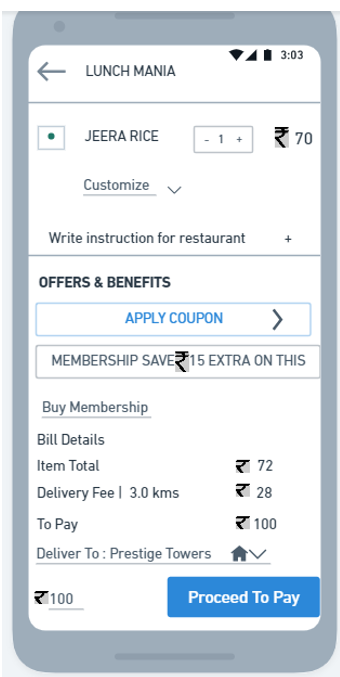 3:03
LUNCH MANIA
JEERA RICE - 1 + ₹ 70
Customize
Write instruction for restaurant +
OFFERS & BENEFITS
APPLY COUPON
MEMBERSHIP SAVE ₹ 15 EXTRA ON THIS
Buy Membership
Bill Details
Item Total ₹ 72
Delivery Fee | 3.0 kms ₹ 28
To Pay ₹ 100
Deliver To : Prestige Towers
₹ 100 Proceed To Pay